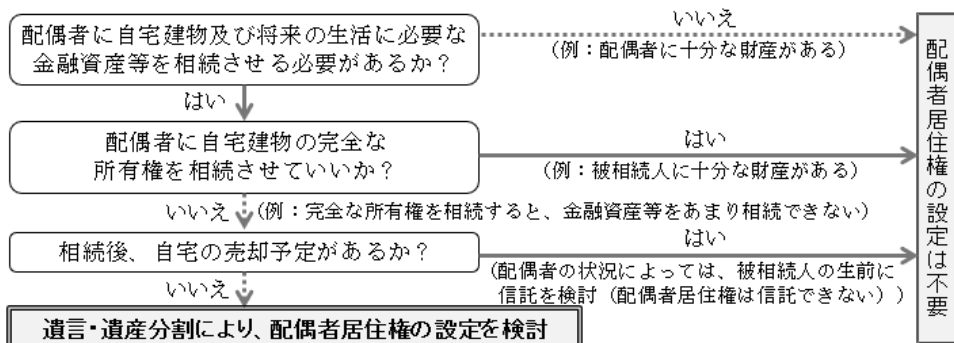 配偶者に自宅建物及び将来の生活に必要な
金融資産等を相続させる必要があるか？
いいえ
（例：配偶者に十分な財産がある）
はい
配偶者に自宅建物の完全な
所有権を相続させていいか？
はい
（例：被相続人に十分な財産がある）
いいえ
（例：完全な所有権を相続すると、金融資産等をあまり相続できない）
相続後、自宅の売却予定があるか？
はい
（配偶者の状況によっては、被相続人の生前に
信託を検討（配偶者居住権は信託できない））
いいえ
遺言・遺産分割により、配偶者居住権の設定を検討
配偶者居住権の設定は不要